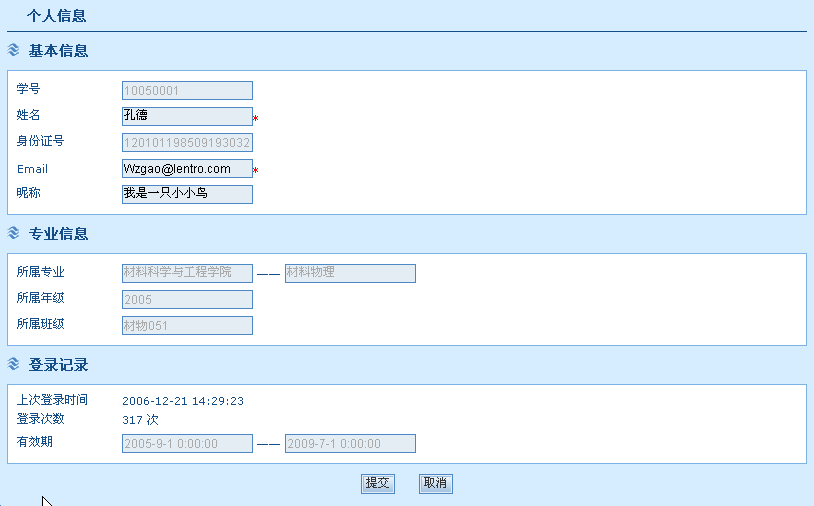 个人信息
基本信息
学号 10050001
姓名 孔德 *
身份证号 120101198509193032
Email Wzgao@lentro.com *
昵称 我是一只小小鸟
专业信息
所属专业 材料科学与工程学院 —— 材料物理
所属年级 2005
所属班级 材物051
登录记录
上次登录时间 2006-12-21 14:29:23
登录次数 317 次
有效期 2005-9-1 0:00:00 —— 2009-7-1 0:00:00
提交 取消